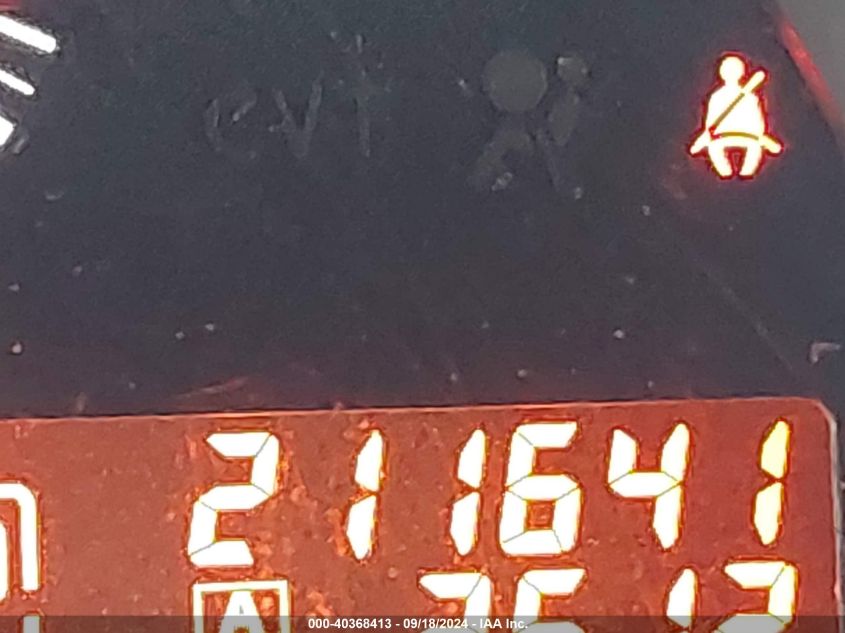 CVT
211641
A
000-40368413 - 09/18/2024 - IAA Inc.